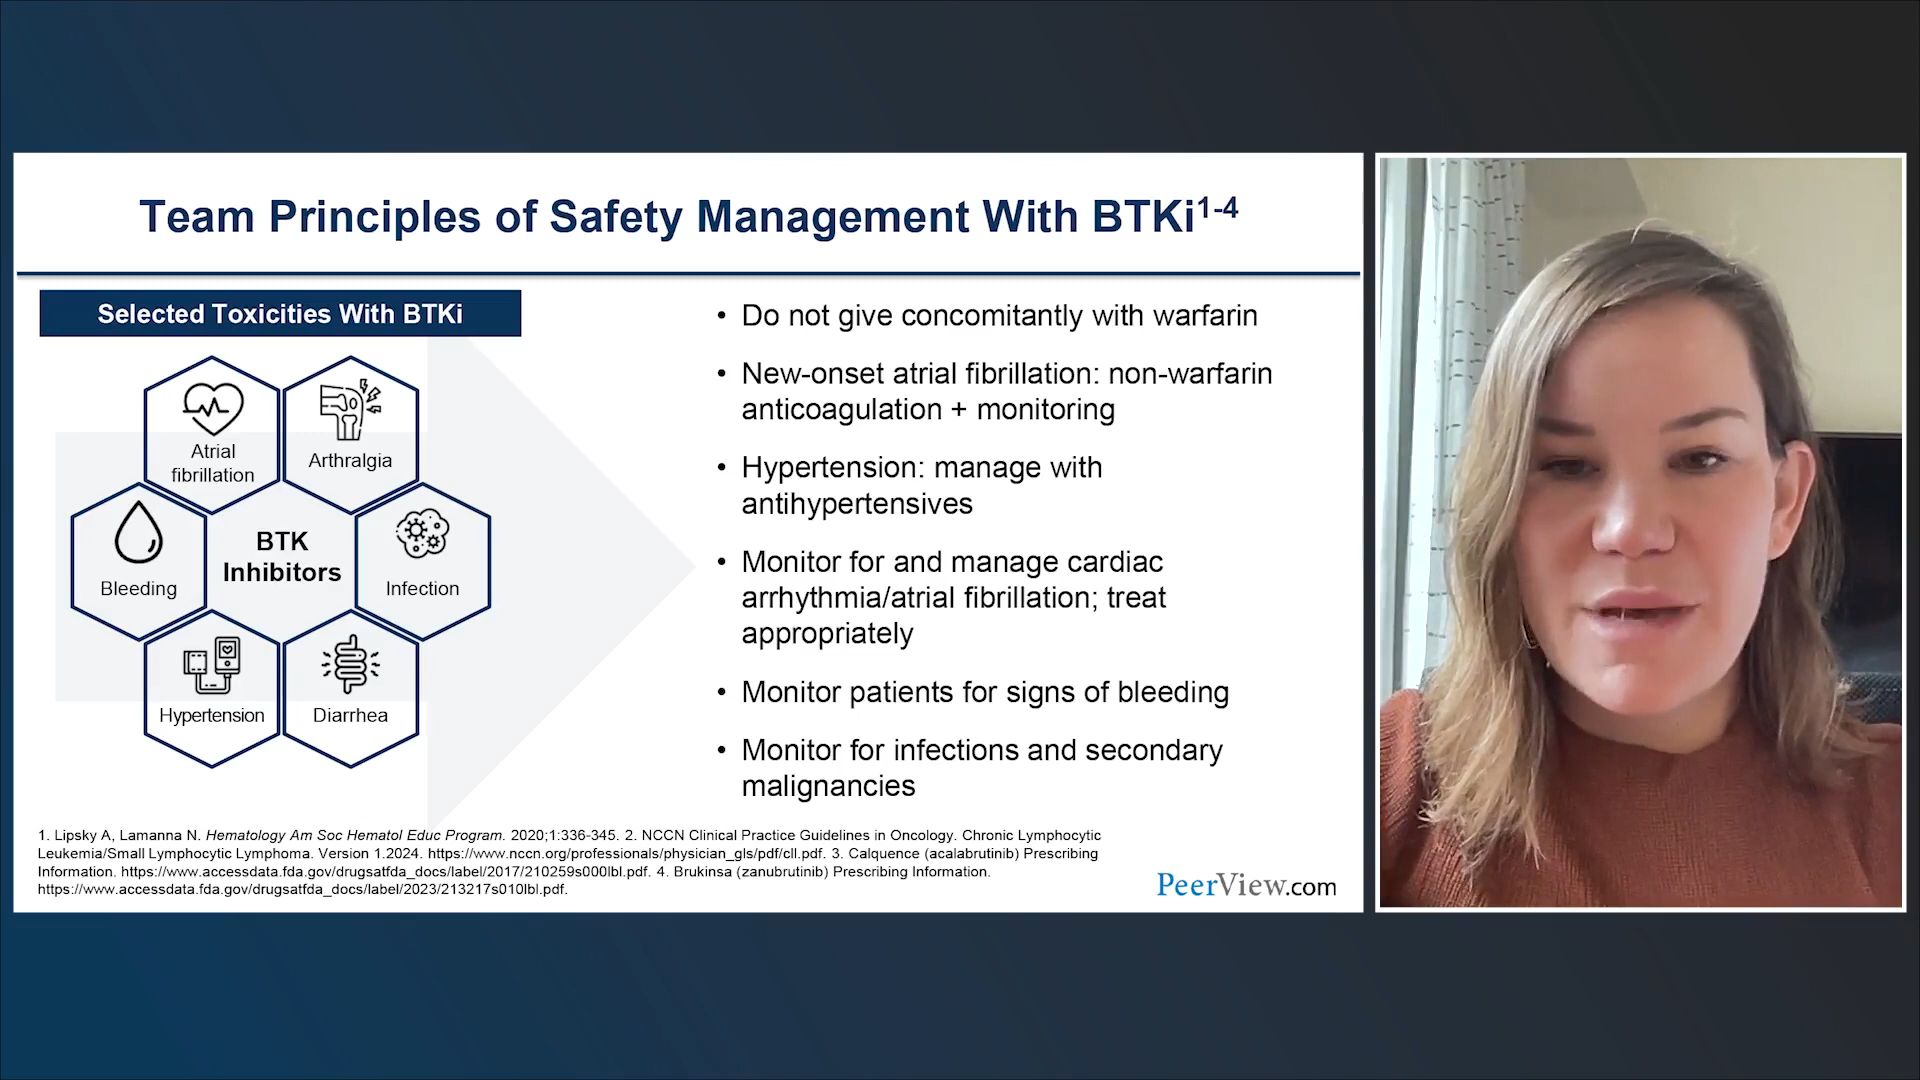 Team Principles of Safety Management With BTKi1-4
Selected Toxicities With BTKi
Atrial
fibrillation
Arthralgia
Bleeding
BTK
Inhibitors
Infection
Hypertension
Diarrhea
• Do not give concomitantly with warfarin
• New-onset atrial fibrillation: non-warfarin
anticoagulation + monitoring
• Hypertension: manage with
antihypertensives
• Monitor for and manage cardiac
arrhythmia/atrial fibrillation; treat
appropriately
• Monitor patients for signs of bleeding
• Monitor for infections and secondary
malignancies
1. Lipsky A, Lamanna N. Hematology Am Soc Hematol Educ Program. 2020;1:336-345. 2. NCCN Clinical Practice Guidelines in Oncology. Chronic Lymphocytic
Leukemia/Small Lymphocytic Lymphoma. Version 1.2024. https://www.nccn.org/professionals/physician_gls/pdf/cll.pdf. 3. Calquence (acalabrutinib) Prescribing
Information. https://www.accessdata.fda.gov/drugsatfda_docs/label/2017/210259s000lbl.pdf. 4. Brukinsa (zanubrutinib) Prescribing Information.
https://www.accessdata.fda.gov/drugsatfda_docs/label/2023/213217s010lbl.pdf.
PeerView.com